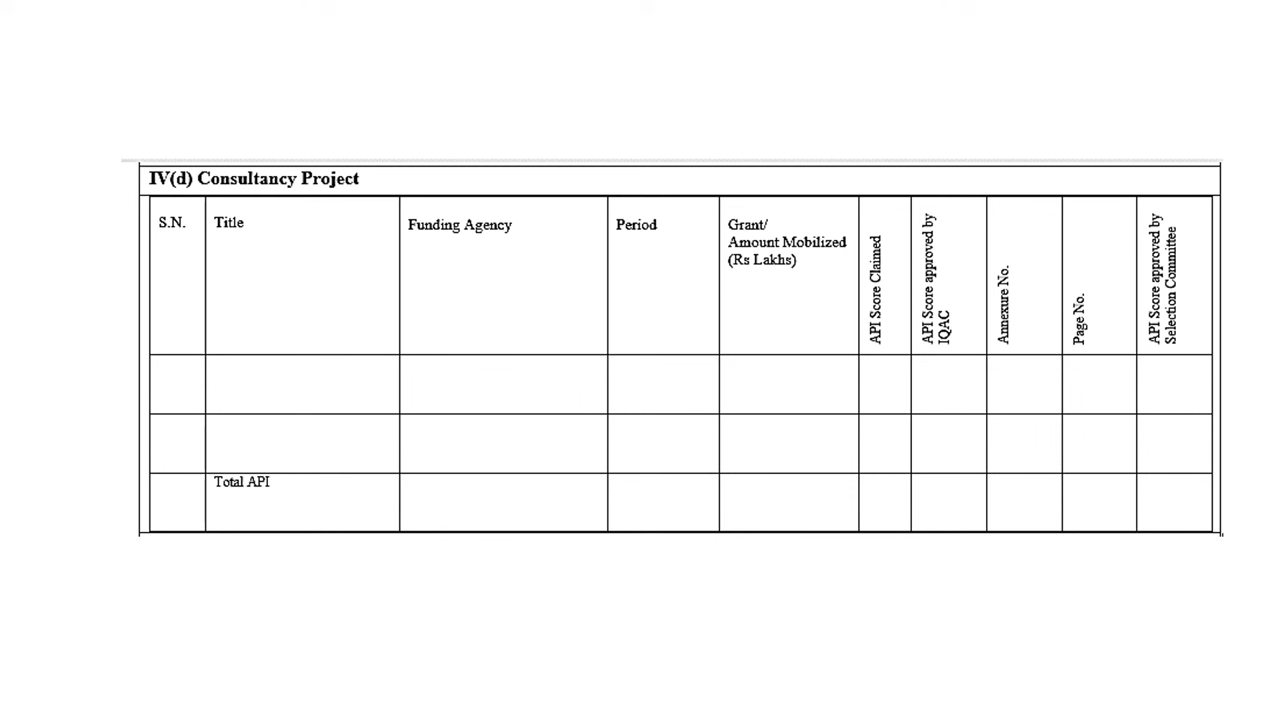 IV(d) Consultancy Project
S.N.
Title
Funding Agency
Period
Grant/
Amount Mobilized
(Rs Lakhs)
API Score Claimed
API Score approved by
IQAC
Annexure No.
Page No.
API Score approved by
Selection Committee
Total API